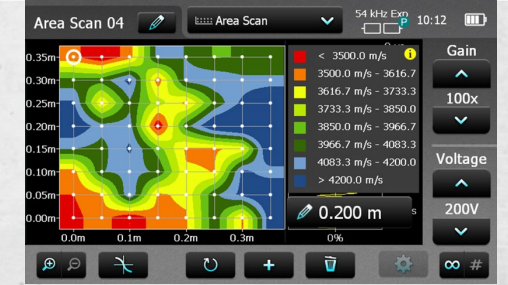 Area Scan 04
Area Scan
54 kHz Exp
P
10:12
Gain
100x
Voltage
200V
0.35m
0.30m
0.25m
0.20m
0.15m
0.10m
0.05m
0.00m
0.0m 0.1m 0.2m 0.3m
< 3500.0 m/s
i
3500.0 m/s - 3616.7
3616.7 m/s - 3733.3
3733.3 m/s - 3850.0
3850.0 m/s - 3966.7
3966.7 m/s - 4083.3
4083.3 m/s - 4200.0
> 4200.0 m/s
0.200 m
s
0%
∞ #